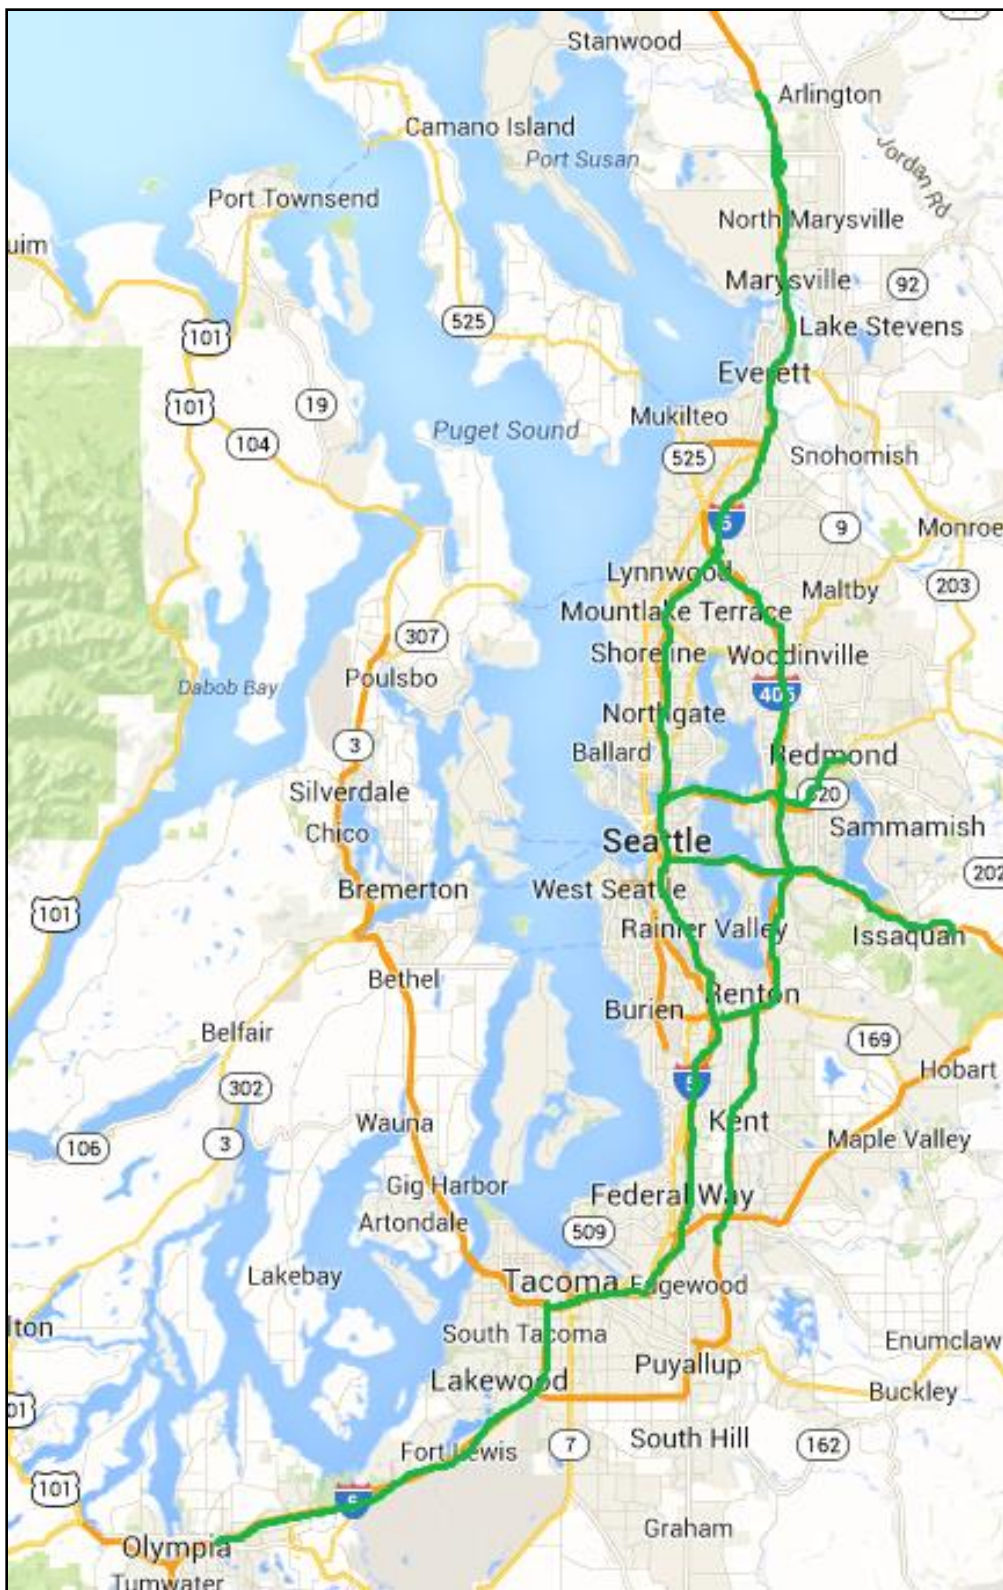 Stanwood
Arlington
Camano Island
Port Susan
Jordan Rd
Port Townsend
North Marysville
uim
Marysville
92
525
Lake Stevens
101
Everett
101
19
Mukilteo
Puget Sound
104
525
Snohomish
5
9
Monroe
Lynnwood
Maltby
203
Mountlake Terrace
307
Shoreline
Woodinville
Poulsbo
Dabob Bay
405
Northgate
3
Ballard
Redmond
Silverdale
520
Chico
Seattle
Sammamish
202
Bremerton
West Seattle
101
Rainier Valley
Issaquah
Bethel
Renton
Burien
Belfair
169
Hobart
302
5
Wauna
Kent
106
3
Maple Valley
Gig Harbor
Federal Way
Artondale
509
Lakebay
Tacoma
Edgewood
lton
South Tacoma
Enumclaw
Puyallup
Lakewood
Buckley
01
Fort Lewis
7
South Hill
162
101
5
Graham
Olympia
Tumwater